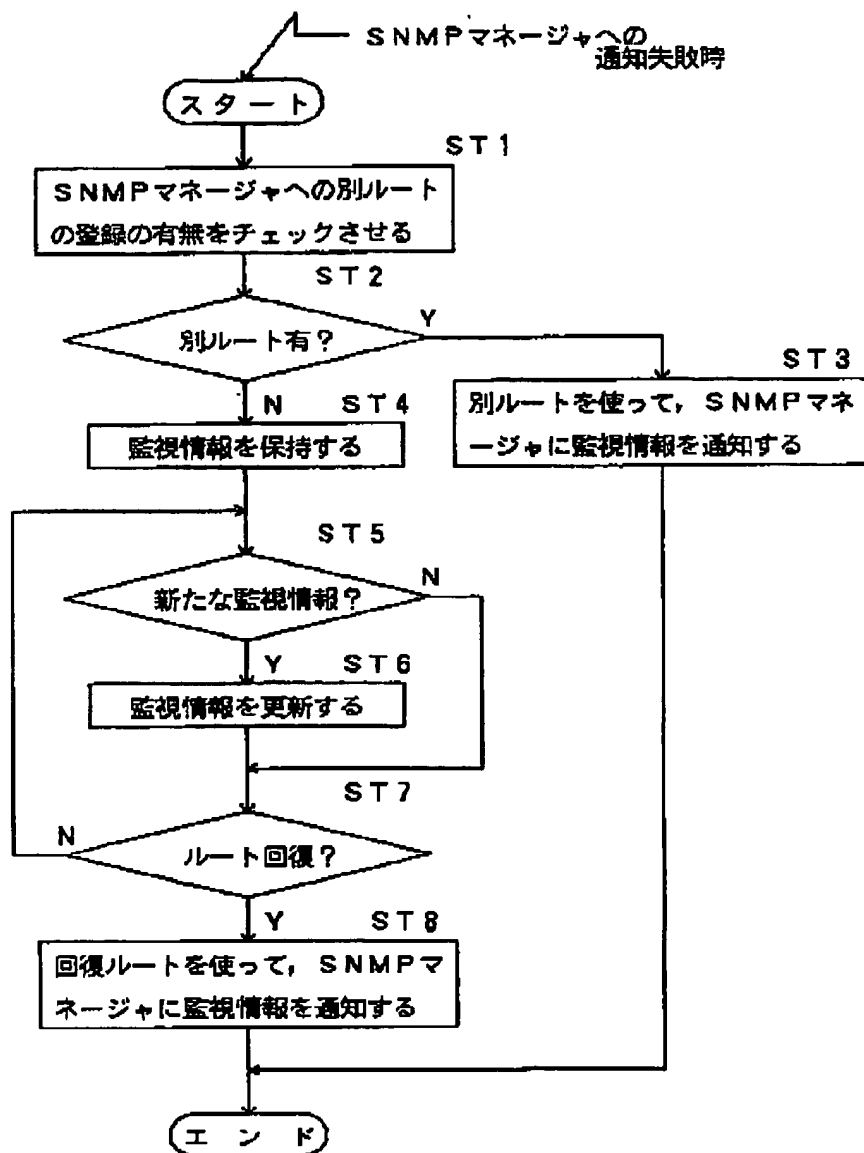 SNMPマネージャへの
通知失敗時
スタート
ST1
SNMPマネージャへの別ルート
の登録の有無をチェックさせる
ST2
別ルート有?
Y
N
ST3
別ルートを使って,SNMPマネ
ージャに監視情報を通知する
ST4
監視情報を保持する
ST5
新たな監視情報?
N
Y
ST6
監視情報を更新する
ST7
N
ルート回復?
Y
ST8
回復ルートを使って,SNMPマ
ネージャに監視情報を通知する
エンド